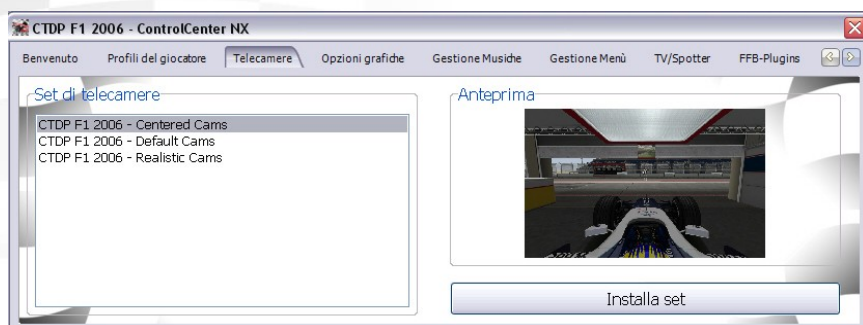 CTDP F1 2006 - ControlCenter NX
Benvenuto Profili del giocatore Telecamere Opzioni grafiche Gestione Musiche Gestione Menù TV/Spotter FFB-Plugins
Set di telecamere
CTDP F1 2006 - Centered Cams
CTDP F1 2006 - Default Cams
CTDP F1 2006 - Realistic Cams
Anteprima
Installa set